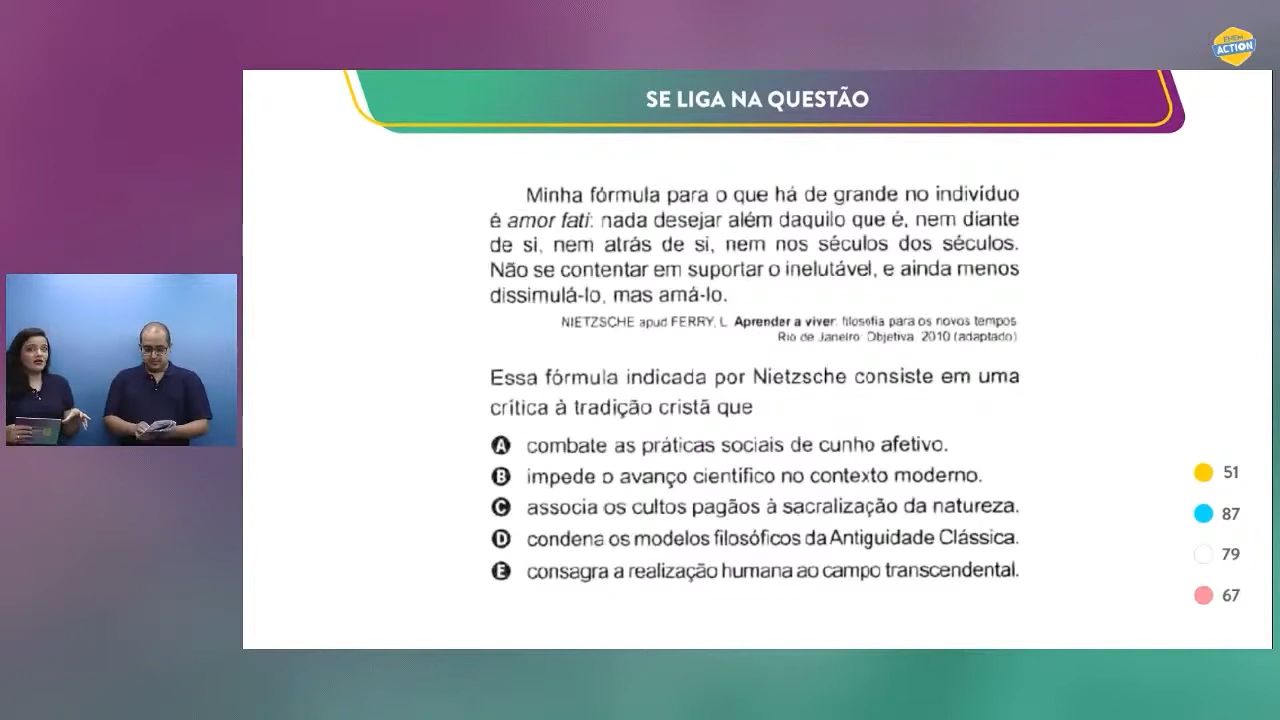 ENEM
ACTION
SE LIGA NA QUESTÃO
Minha fórmula para o que há de grande no indivíduo
é amor fati: nada desejar além daquilo que é, nem diante
de si, nem atrás de si, nem nos séculos dos séculos.
Não se contentar em suportar o inelutável, e ainda menos
dissimulá-lo, mas amá-lo.
NIETZSCHE apud FERRY, L. Aprender a viver: filosofia para os novos tempos.
Rio de Janeiro: Objetiva, 2010 (adaptado)
Essa fórmula indicada por Nietzsche consiste em uma
crítica à tradição cristã que
A combate as práticas sociais de cunho afetivo.
B impede o avanço científico no contexto moderno.
C associa os cultos pagãos à sacralização da natureza.
D condena os modelos filosóficos da Antiguidade Clássica.
E consagra a realização humana ao campo transcendental.
51
87
79
67